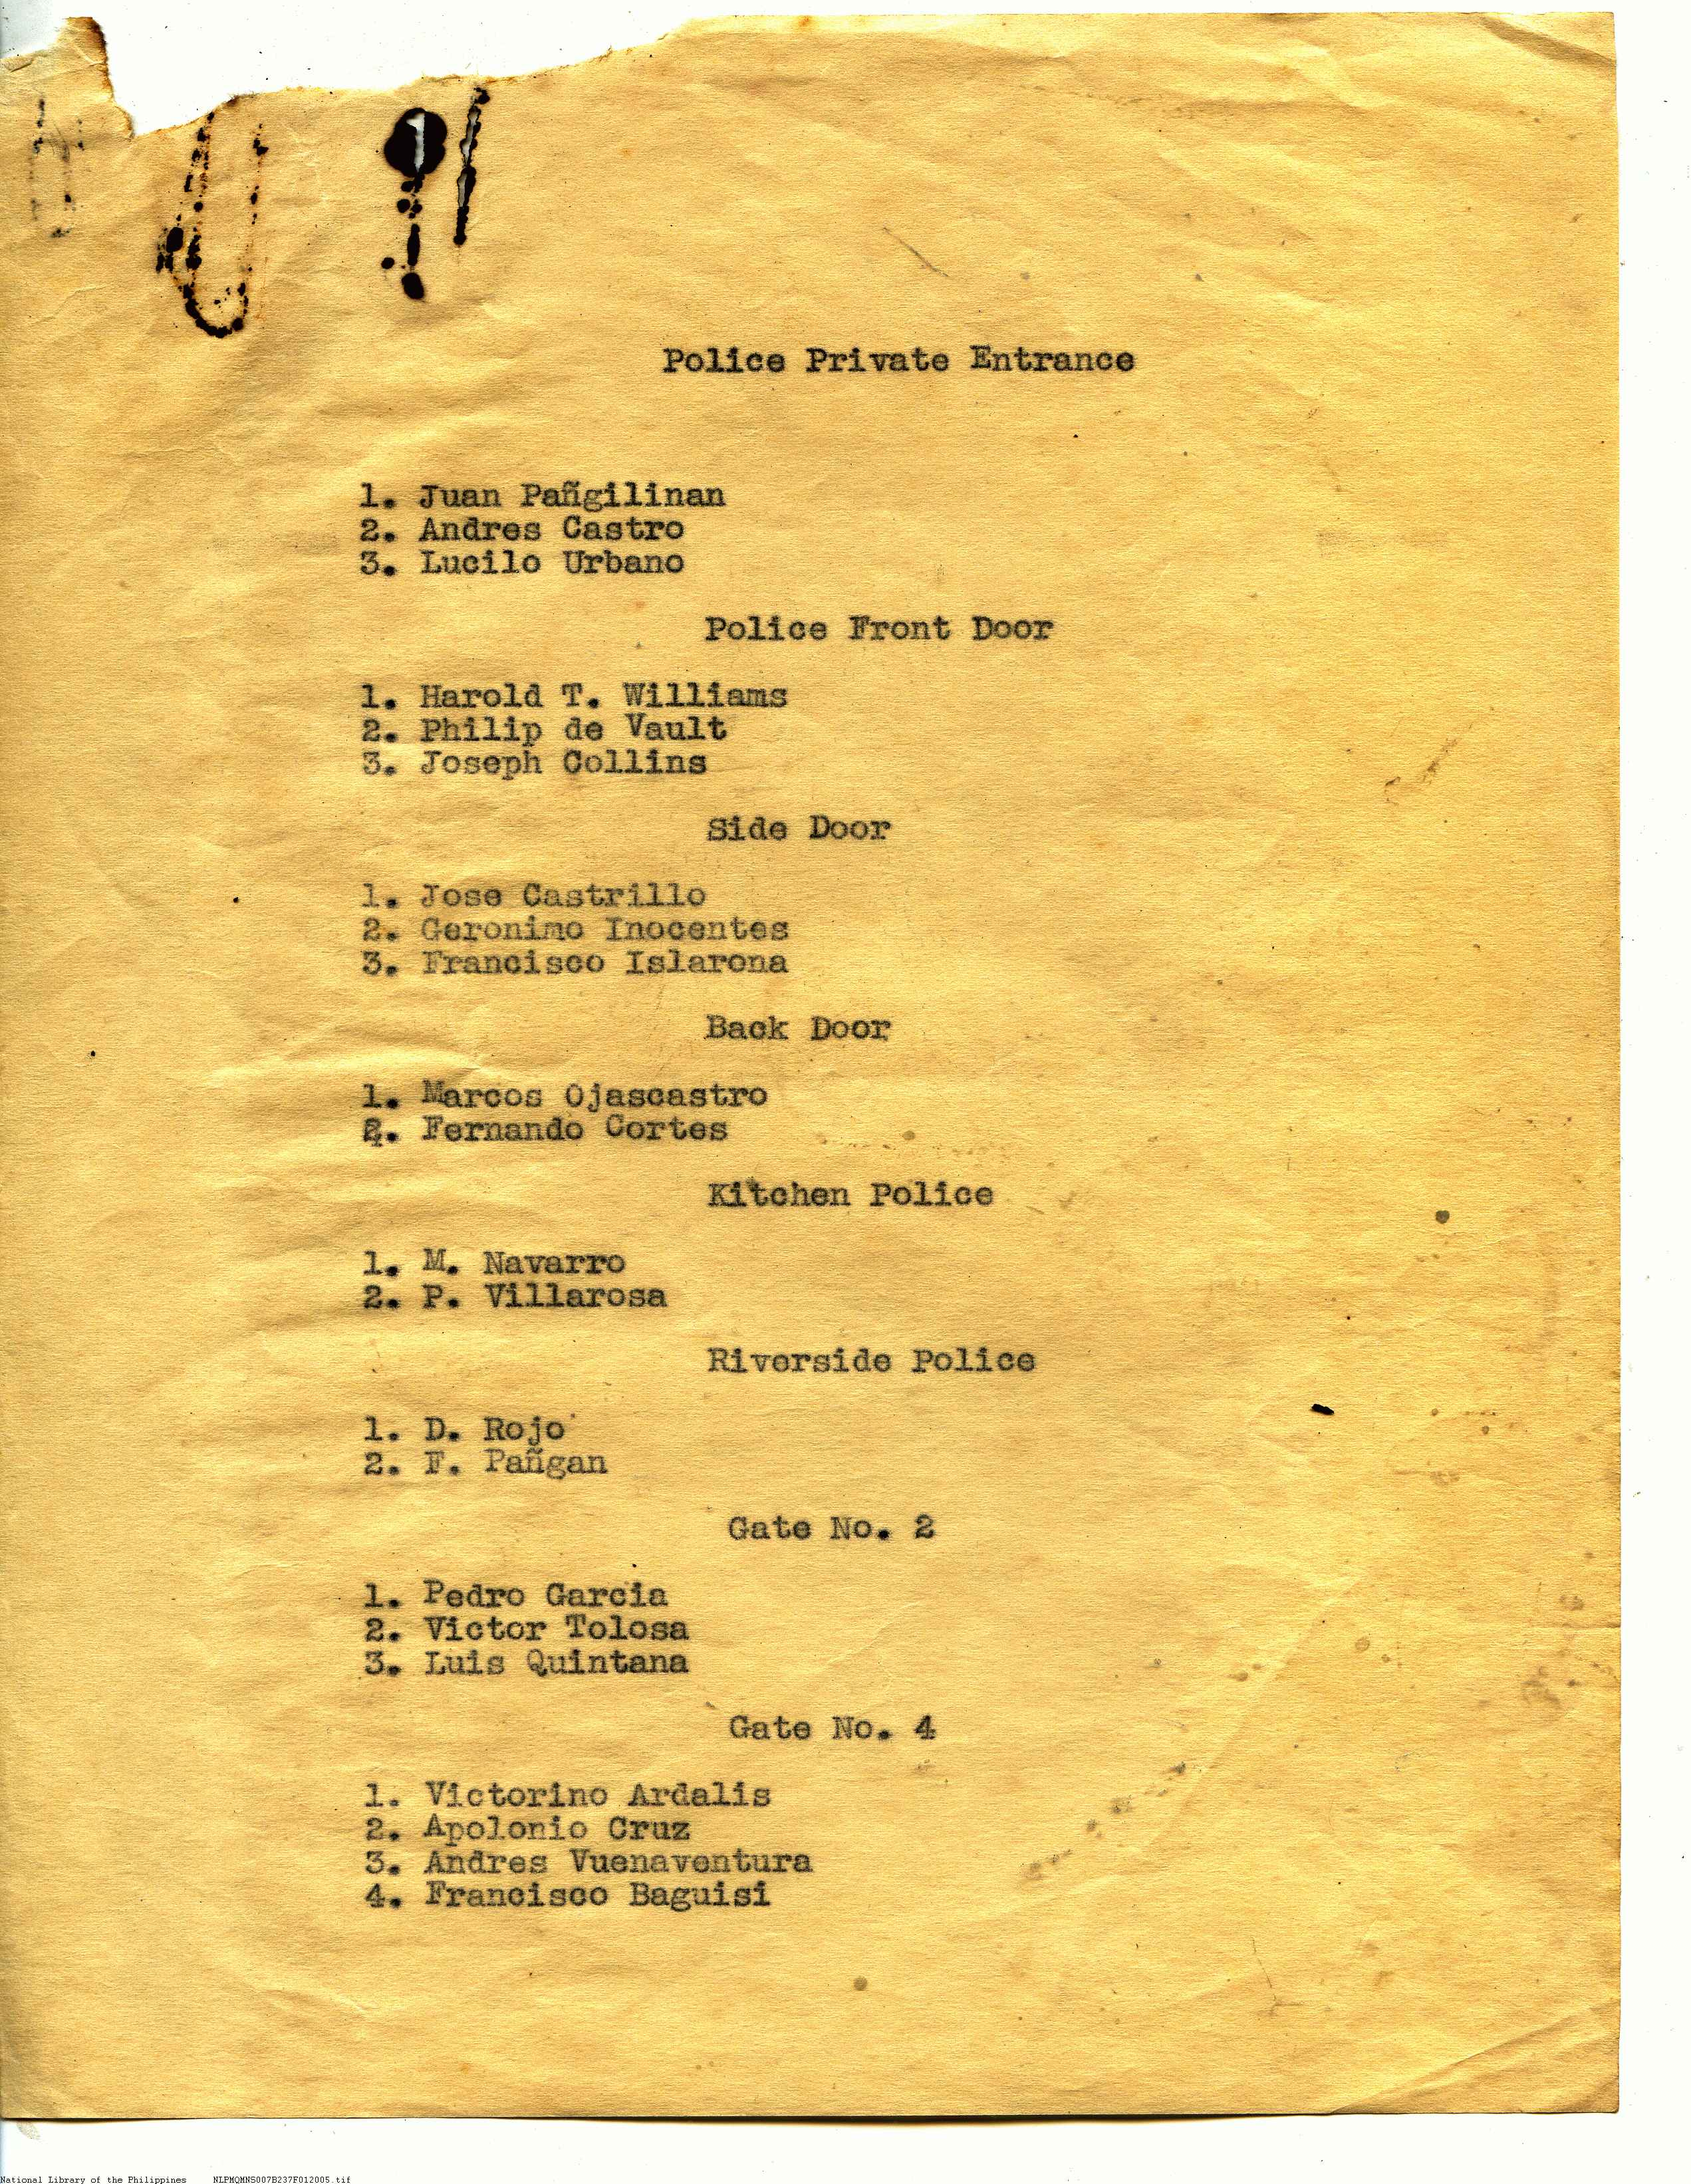 Police Private Entrance
1. Juan Pañgilinan
2. Andres Castro
3. Lucilo Urbano
Police Front Door
1. Harold T. Williams
2. Philip de Vault
3. Joseph Collins
Side Door
1. Jose Castrillo
2. Geronimo Inocentes
3. Francisco Islarona
Back Door
1. Marcos Ojascastro
2. Fernando Cortes
Kitchen Police
1. M. Navarro
2. P. Villarosa
Riverside Police
1. D. Rojo
2. F. Pañgan
Gate No. 2
1. Pedro Garcia
2. Victor Tolosa
3. Luis Quintana
Gate No. 4
1. Victorino Ardalis
2. Apolonio Cruz
3. Andres Vuenaventura
4. Francisco Baguisi
National Library of the Philippines NLPMQMNS007B237F012005.tif